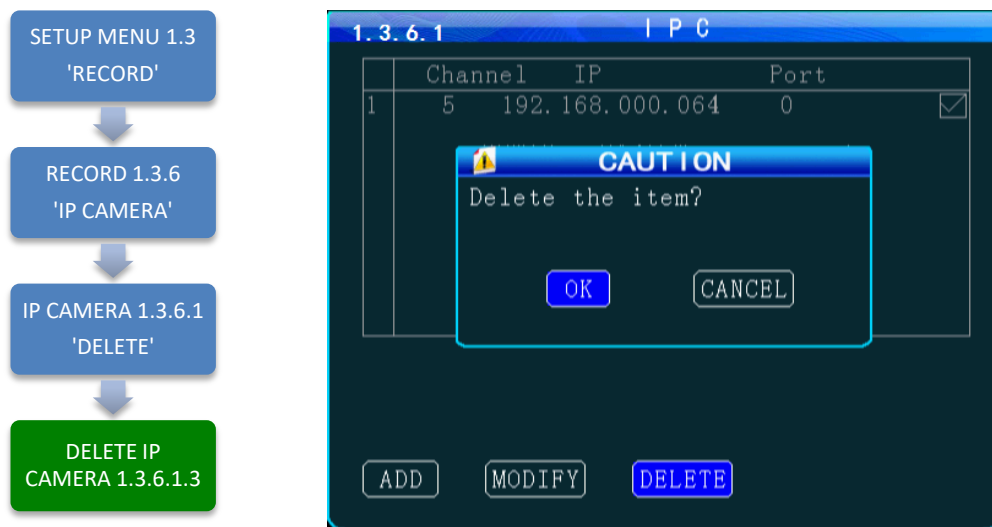 SETUP MENU 1.3
'RECORD'
RECORD 1.3.6
'IP CAMERA'
IP CAMERA 1.3.6.1
'DELETE'
DELETE IP
CAMERA 1.3.6.1.3
1.3.6.1 IPC
Channel IP Port
1 5 192.168.000.064 0
CAUTION
Delete the item?
OK CANCEL
ADD MODIFY DELETE